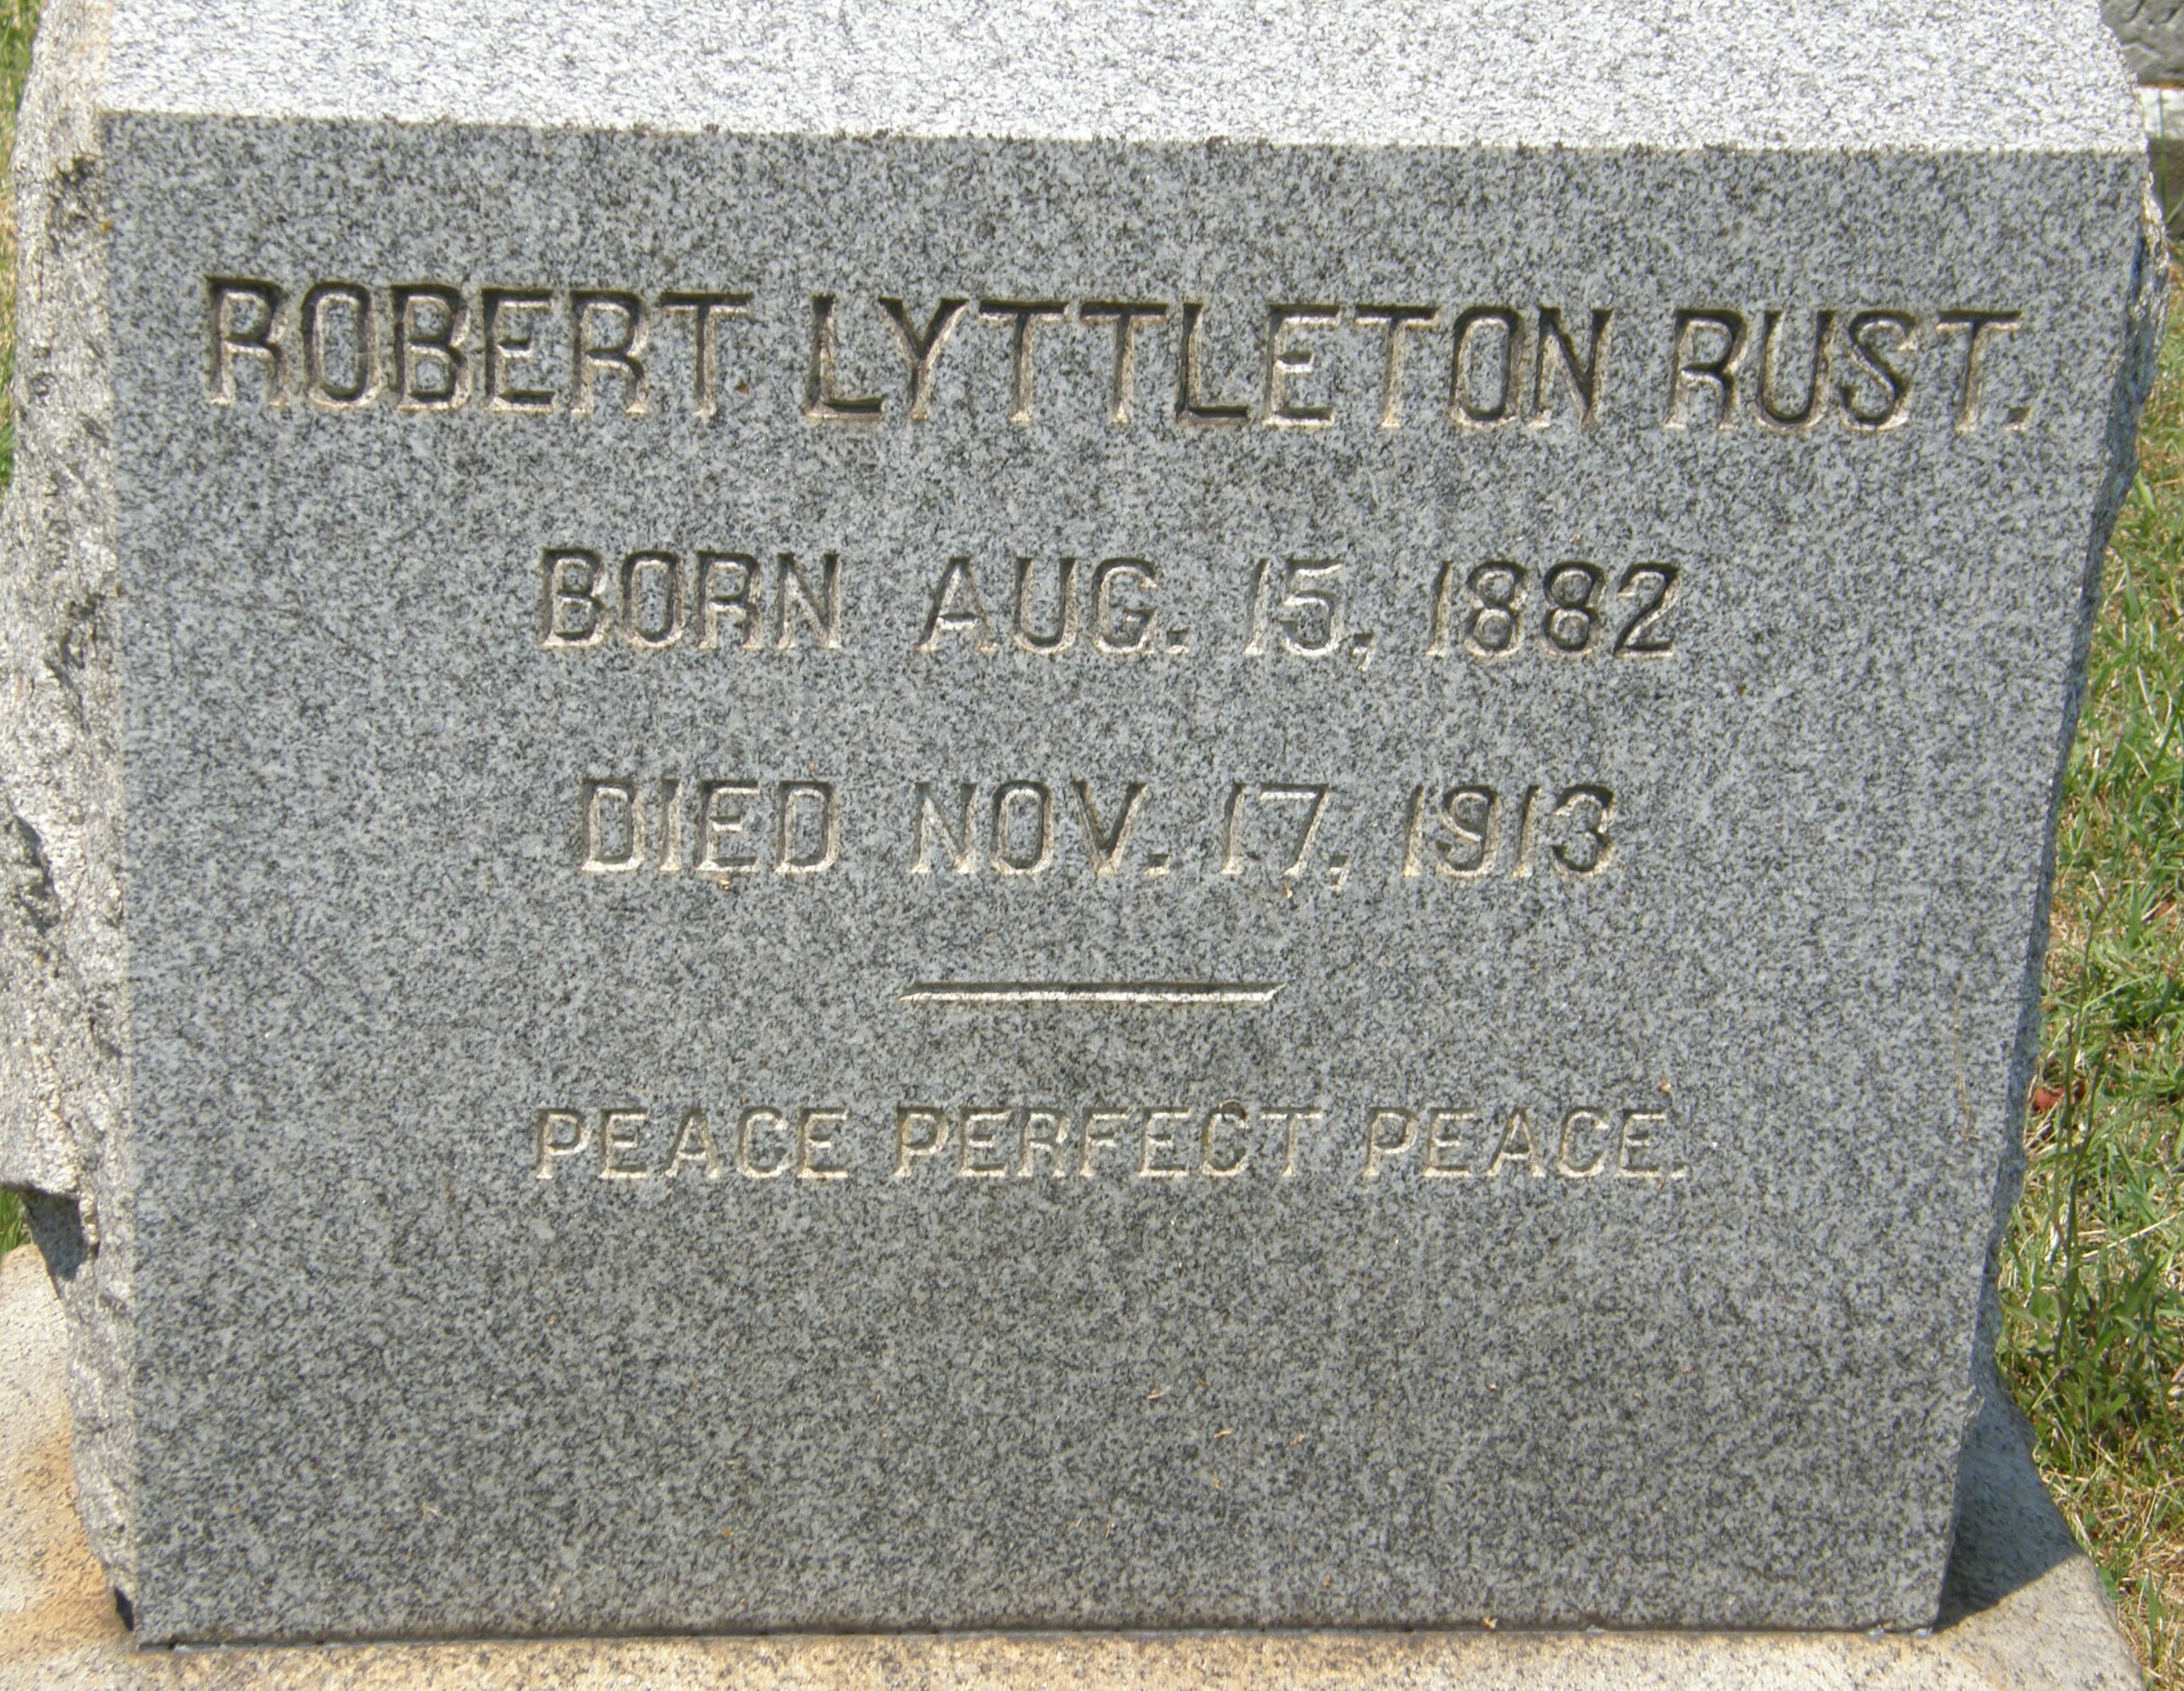 ROBERT LYTTLETON RUST.
BORN AUG. 15, 1882
DIED NOV. 17, 1913
PEACE PERFECT PEACE.